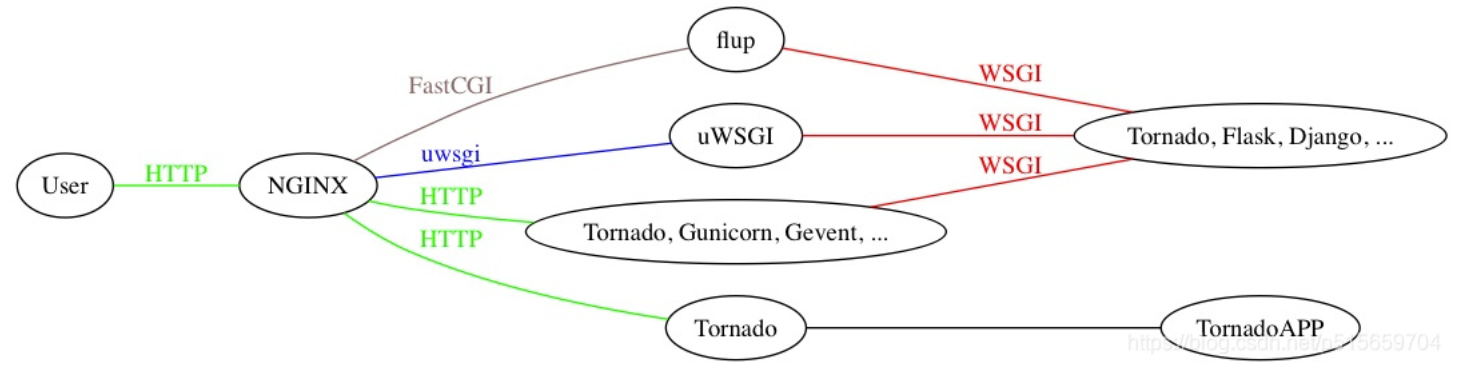 flup
FastCGI
WSGI
uWSGI
WSGI
Tornado, Flask, Django, ...
uwsgi
User
HTTP
NGINX
WSGI
HTTP
Tornado, Gunicorn, Gevent, ...
HTTP
Tornado
TornadoAPP
https://blog.csdn.net/p515659704